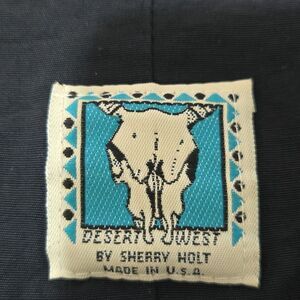 DESERT WEST
BY SHERRY HOLT
MADE IN U.S.A.